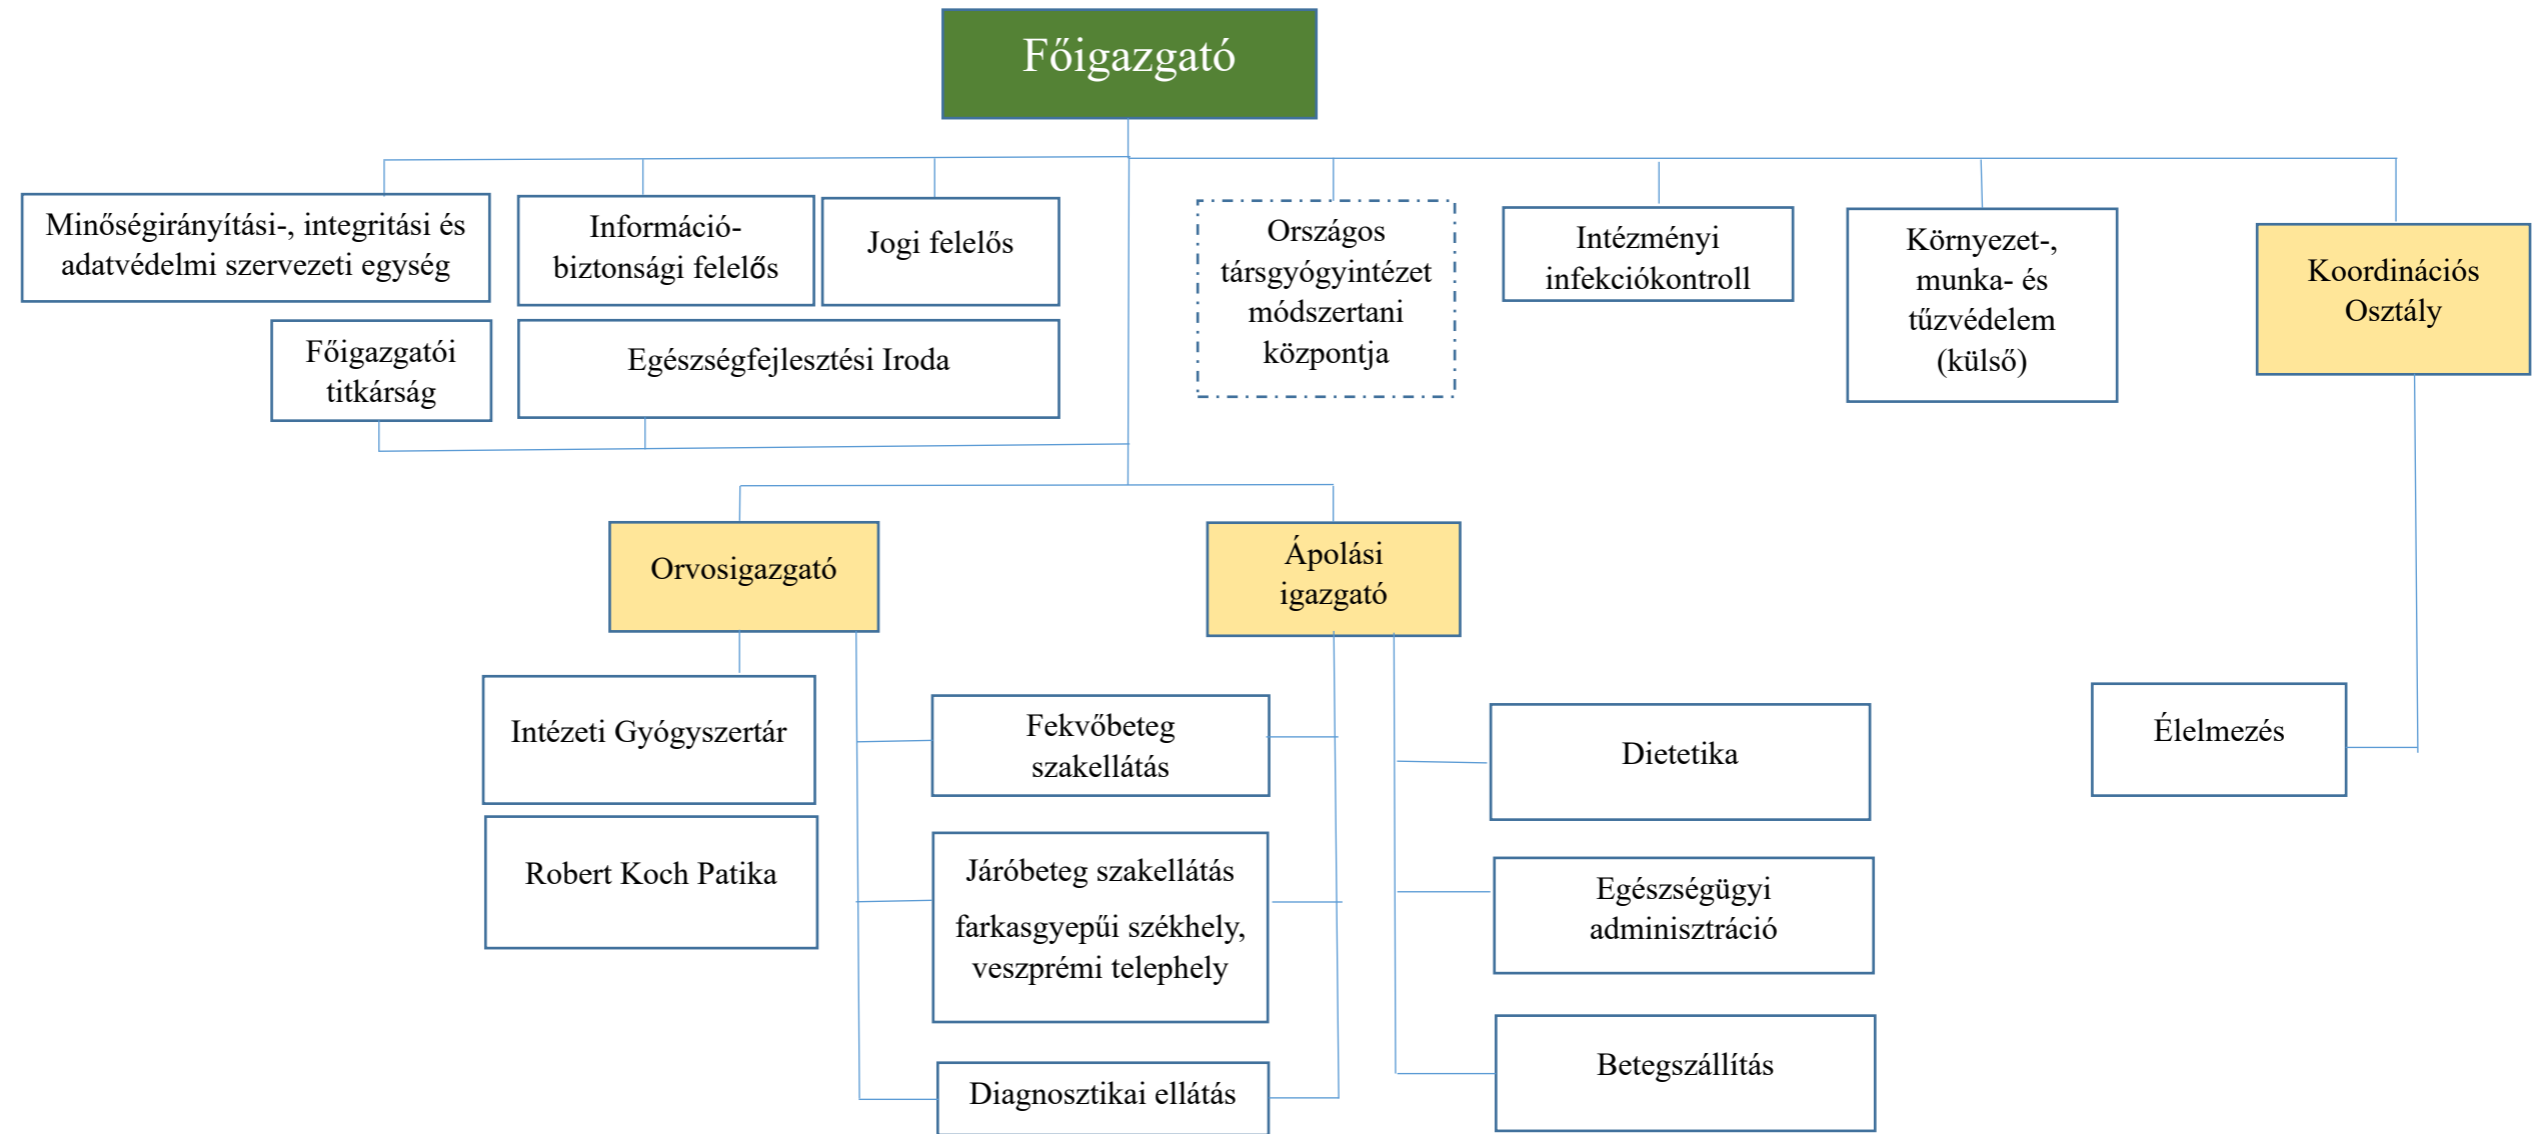 Főigazgató
Minőségirányítási-, integritási és
adatvédelmi szervezeti egység
Információ-
biztonsági felelős
Jogi felelős
Országos
társgyógyintézet
módszertani
központja
Intézményi
infekciókontroll
Környezet-,
munka- és
tűzvédelem
(külső)
Koordinációs
Osztály
Főigazgatói
titkárság
Egészségfejlesztési Iroda
Orvosigazgató
Ápolási
igazgató
Intézeti Gyógyszertár
Robert Koch Patika
Fekvőbeteg
szakellátás
Járóbeteg szakellátás
farkasgyepűi székhely,
veszprémi telephely
Diagnosztikai ellátás
Dietetika
Egészségügyi
adminisztráció
Betegszállítás
Élelmezés